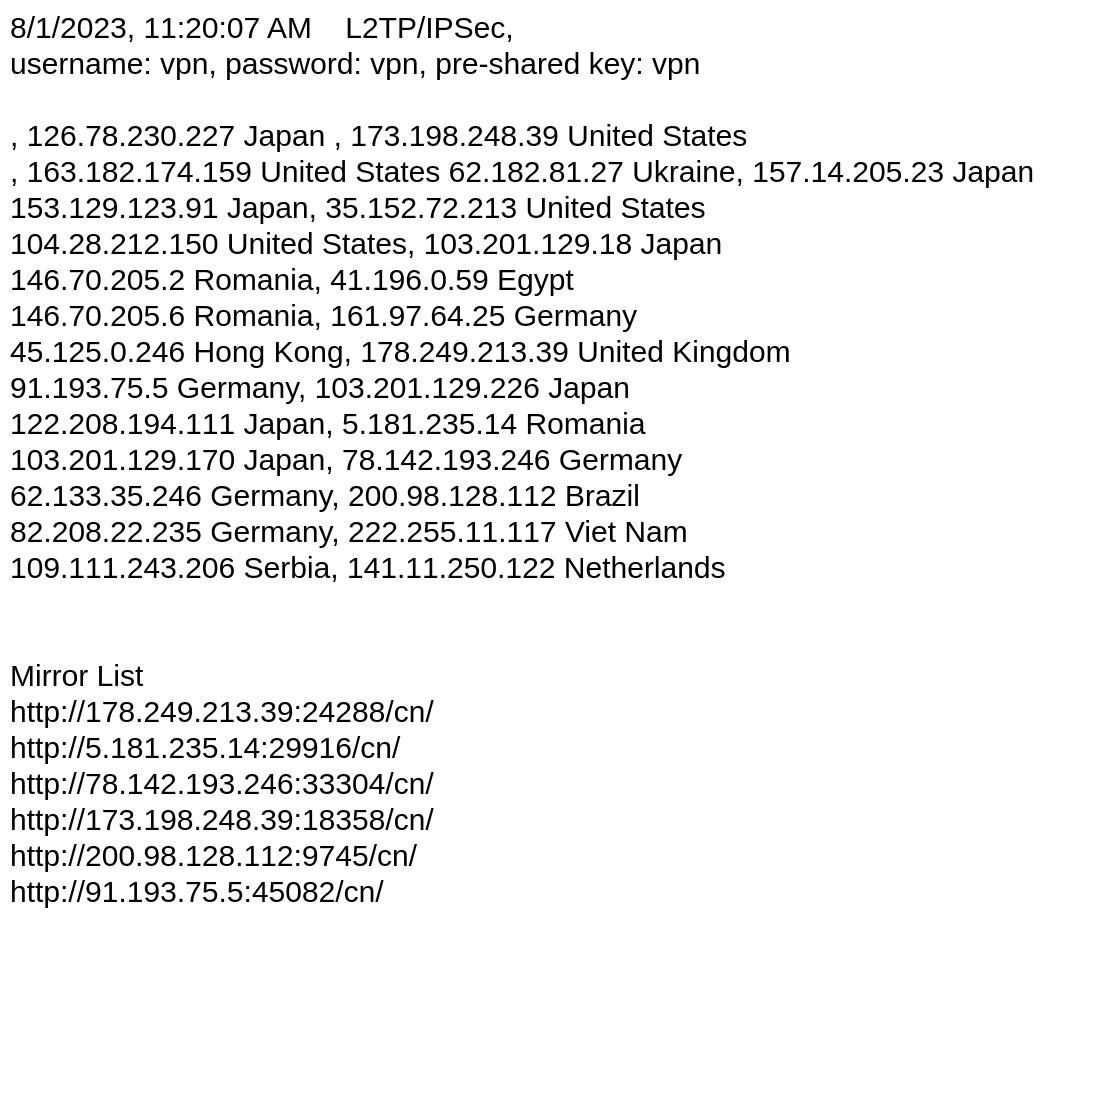 8/1/2023, 11:20:07 AM    L2TP/IPSec,
username: vpn, password: vpn, pre-shared key: vpn
, 126.78.230.227 Japan , 173.198.248.39 United States
, 163.182.174.159 United States 62.182.81.27 Ukraine, 157.14.205.23 Japan
153.129.123.91 Japan, 35.152.72.213 United States
104.28.212.150 United States, 103.201.129.18 Japan
146.70.205.2 Romania, 41.196.0.59 Egypt
146.70.205.6 Romania, 161.97.64.25 Germany
45.125.0.246 Hong Kong, 178.249.213.39 United Kingdom
91.193.75.5 Germany, 103.201.129.226 Japan
122.208.194.111 Japan, 5.181.235.14 Romania
103.201.129.170 Japan, 78.142.193.246 Germany
62.133.35.246 Germany, 200.98.128.112 Brazil
82.208.22.235 Germany, 222.255.11.117 Viet Nam
109.111.243.206 Serbia, 141.11.250.122 Netherlands
Mirror List
http://178.249.213.39:24288/cn/
http://5.181.235.14:29916/cn/
http://78.142.193.246:33304/cn/
http://173.198.248.39:18358/cn/
http://200.98.128.112:9745/cn/
http://91.193.75.5:45082/cn/